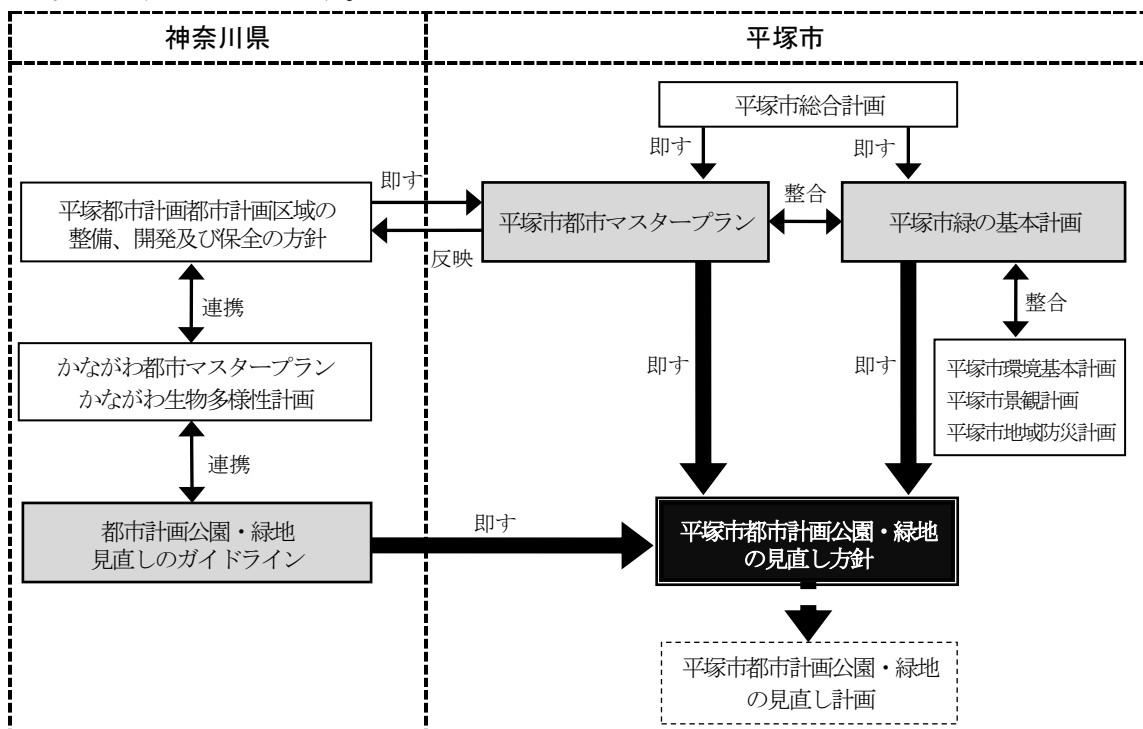 神奈川県
平塚市
平塚市総合計画
即す
即す
即す
平塚都市計画都市計画区域の
整備、開発及び保全の方針
平塚市都市マスタープラン
整合
平塚市緑の基本計画
反映
連携
整合
かながわ都市マスタープラン
かながわ生物多様性計画
即す
即す
平塚市環境基本計画
平塚市景観計画
平塚市地域防災計画
連携
都市計画公園・緑地
見直しのガイドライン
即す
平塚市都市計画公園・緑地
の見直し方針
平塚市都市計画公園・緑地
の見直し計画